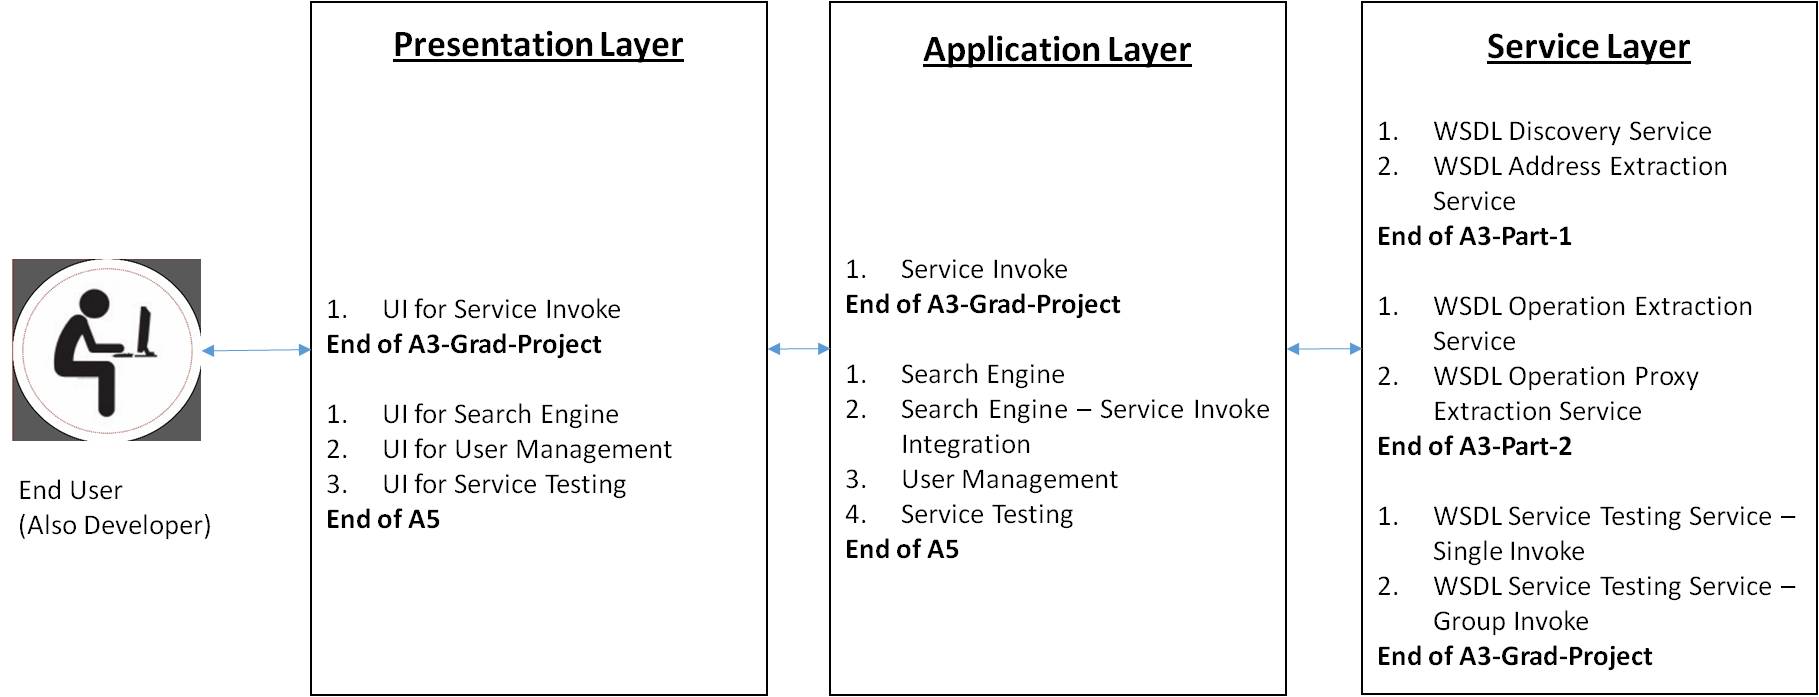 End User
(Also Developer)
Presentation Layer
1. UI for Service Invoke
End of A3-Grad-Project
1. UI for Search Engine
2. UI for User Management
3. UI for Service Testing
End of A5
Application Layer
1. Service Invoke
End of A3-Grad-Project
1. Search Engine
2. Search Engine – Service Invoke
Integration
3. User Management
4. Service Testing
End of A5
Service Layer
1. WSDL Discovery Service
2. WSDL Address Extraction
Service
End of A3-Part-1
1. WSDL Operation Extraction
Service
2. WSDL Operation Proxy
Extraction Service
End of A3-Part-2
1. WSDL Service Testing Service –
Single Invoke
2. WSDL Service Testing Service –
Group Invoke
End of A3-Grad-Project